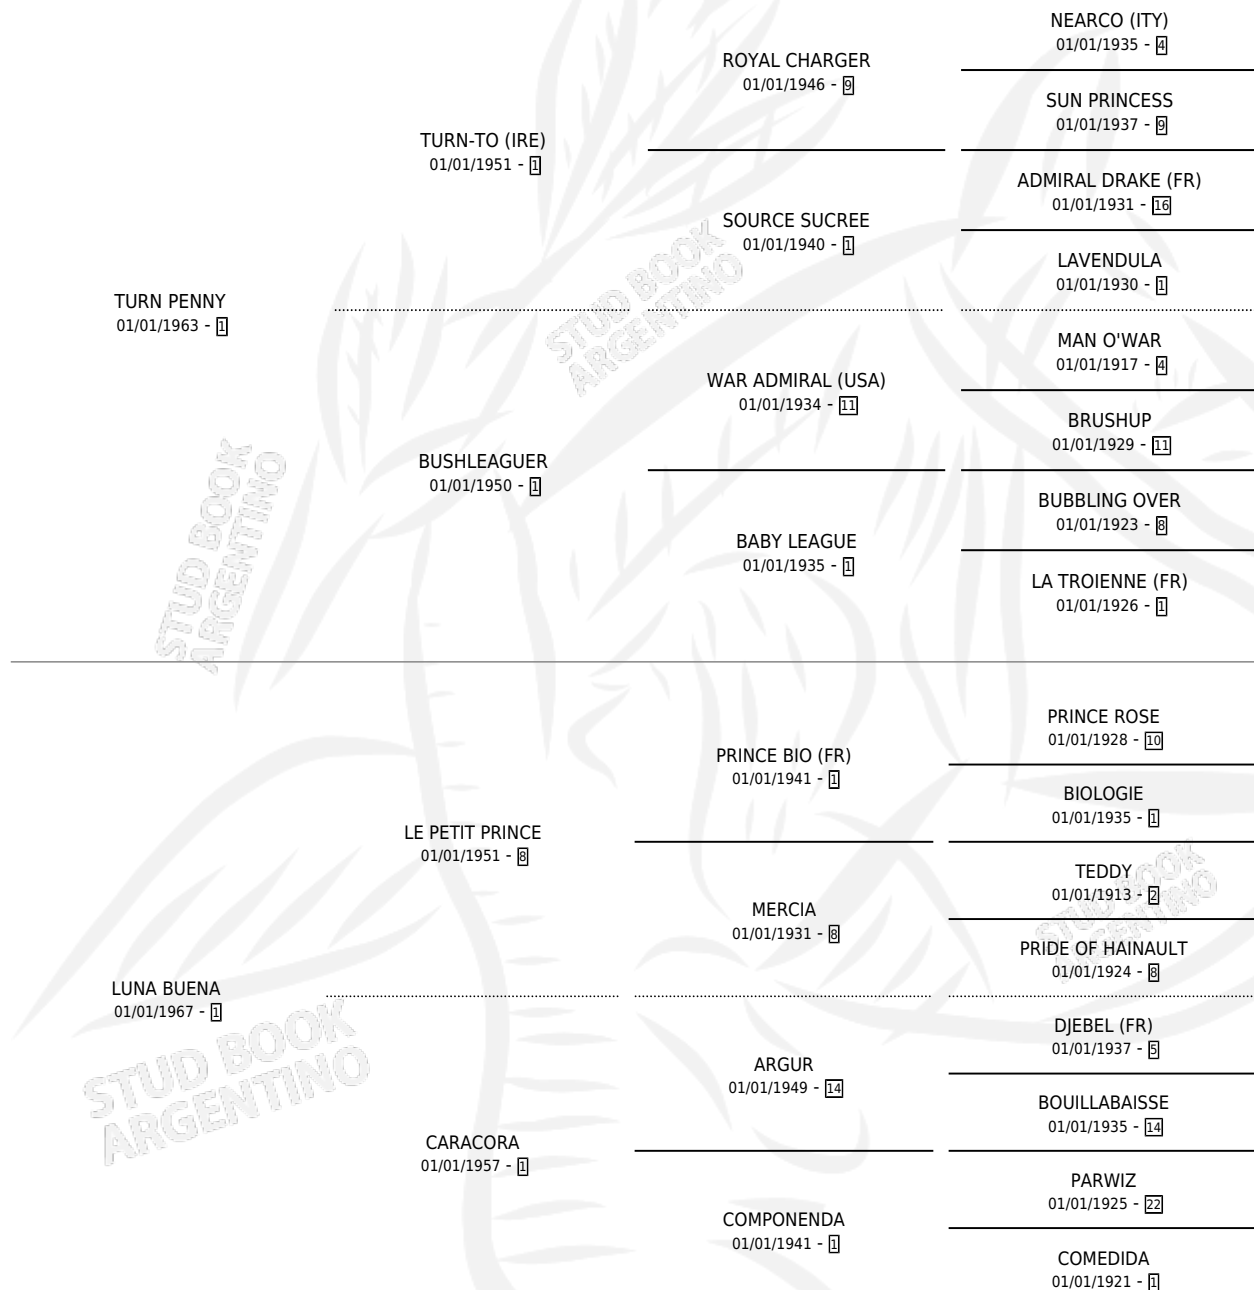 NEARCO (ITY)
01/01/1935 - 4
ROYAL CHARGER
01/01/1946 - 9
SUN PRINCESS
01/01/1937 - 9
TURN-TO (IRE)
01/01/1951 - 1
ADMIRAL DRAKE (FR)
01/01/1931 - 16
SOURCE SUCREE
01/01/1940 - 1
LAVENDULA
01/01/1930 - 1
TURN PENNY
01/01/1963 - 1
MAN O'WAR
01/01/1917 - 4
WAR ADMIRAL (USA)
01/01/1934 - 11
BRUSHUP
01/01/1929 - 11
BUSHLEAGUER
01/01/1950 - 1
BUBBLING OVER
01/01/1923 - 8
BABY LEAGUE
01/01/1935 - 1
LA TROIENNE (FR)
01/01/1926 - 1
PRINCE ROSE
01/01/1928 - 10
PRINCE BIO (FR)
01/01/1941 - 1
BIOLOGIE
01/01/1935 - 1
LE PETIT PRINCE
01/01/1951 - 8
TEDDY
01/01/1913 - 2
MERCIA
01/01/1931 - 8
PRIDE OF HAINAULT
01/01/1924 - 8
LUNA BUENA
01/01/1967 - 1
DJEBEL (FR)
01/01/1937 - 5
ARGUR
01/01/1949 - 14
BOUILLABAISSE
01/01/1935 - 14
CARACORA
01/01/1957 - 1
PARWIZ
01/01/1925 - 22
COMPONENDA
01/01/1941 - 1
COMEDIDA
01/01/1921 - 1
STUD BOOK
ARGENTINO
STUD BOOK
ARGENTINO
STUD BOOK
ARGENTINO
STUD BOOK
ARGENTINO